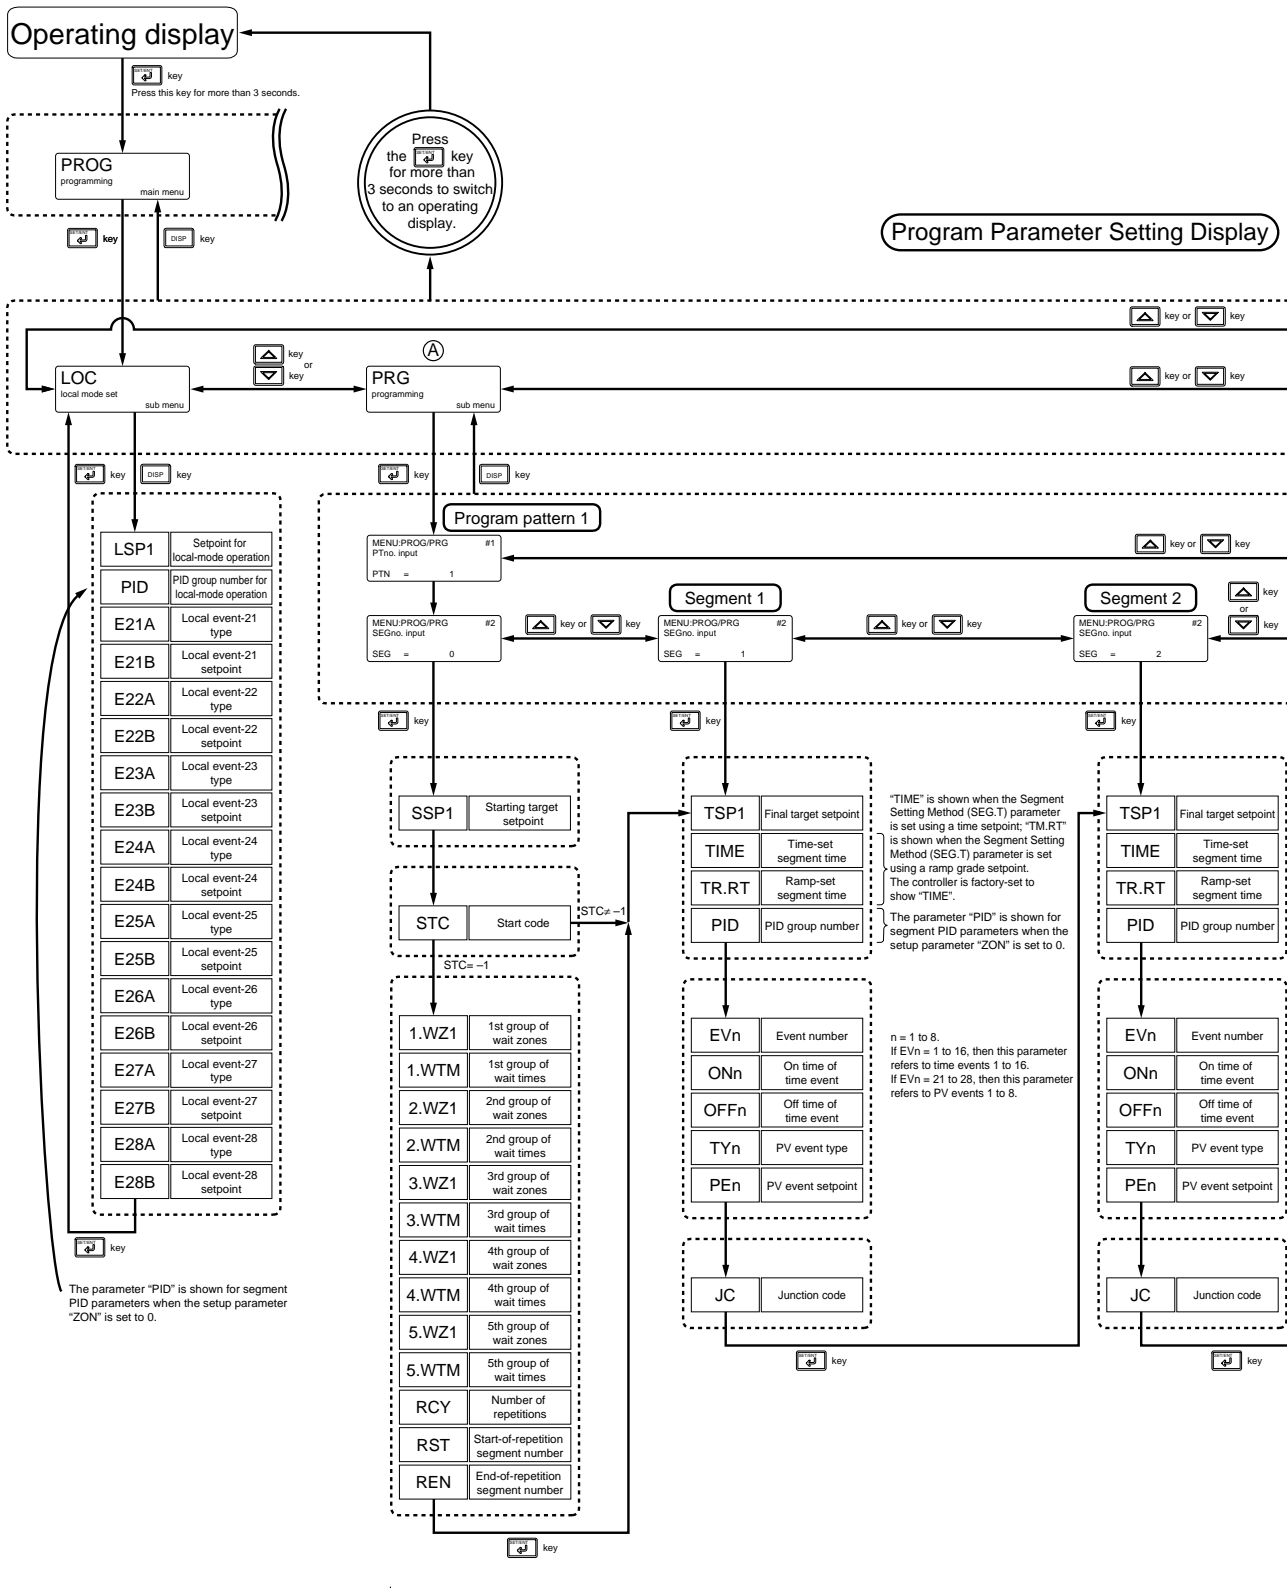 Operating display
SET/ENT
key
Press this key for more than 3 seconds.
PROG
programming
main menu
Press
the SET/ENT key
for more than
3 seconds to switch
to an operating
display.
SET/ENT
key
DISP key
Program Parameter Setting Display
key or key
LOC
local mode set
sub menu
key
or
key
A
PRG
programming
sub menu
key or key
SET/ENT
key
DISP key
SET/ENT
key
DISP key
Program pattern 1
MENU:PROG/PRG #1
PTno. input
PTN = 1
key or key
Segment 1
Segment 2
key
or
key
MENU:PROG/PRG #2
SEGno. input
SEG = 0
key or key
MENU:PROG/PRG #2
SEGno. input
SEG = 1
key or key
MENU:PROG/PRG #2
SEGno. input
SEG = 2
SET/ENT
key
SET/ENT
key
SET/ENT
key
LSP1 Setpoint for
local-mode operation
PID PID group number for
local-mode operation
E21A Local event-21
type
E21B Local event-21
setpoint
E22A Local event-22
type
E22B Local event-22
setpoint
E23A Local event-23
type
E23B Local event-23
setpoint
E24A Local event-24
type
E24B Local event-24
setpoint
E25A Local event-25
type
E25B Local event-25
setpoint
E26A Local event-26
type
E26B Local event-26
setpoint
E27A Local event-27
type
E27B Local event-27
setpoint
E28A Local event-28
type
E28B Local event-28
setpoint
SET/ENT
key
The parameter “PID” is shown for segment
PID parameters when the setup parameter
“ZON” is set to 0.
SSP1 Starting target
setpoint
STC Start code
STC≠ –1
STC= –1
1.WZ1 1st group of
wait zones
1.WTM 1st group of
wait times
2.WZ1 2nd group of
wait zones
2.WTM 2nd group of
wait times
3.WZ1 3rd group of
wait zones
3.WTM 3rd group of
wait times
4.WZ1 4th group of
wait zones
4.WTM 4th group of
wait times
5.WZ1 5th group of
wait zones
5.WTM 5th group of
wait times
RCY Number of
repetitions
RST Start-of-repetition
segment number
REN End-of-repetition
segment number
SET/ENT
key
TSP1 Final target setpoint
TIME Time-set
segment time
TR.RT Ramp-set
segment time
PID PID group number
EVn Event number
ONn On time of
time event
OFFn Off time of
time event
TYn PV event type
PEn PV event setpoint
JC Junction code
SET/ENT
key
“TIME” is shown when the Segment
Setting Method (SEG.T) parameter
is set using a time setpoint; “TM.RT”
is shown when the Segment Setting
Method (SEG.T) parameter is set
using a ramp grade setpoint.
The controller is factory-set to
show “TIME”.
The parameter “PID” is shown for
segment PID parameters when the
setup parameter “ZON” is set to 0.
n = 1 to 8.
If EVn = 1 to 16, then this parameter
refers to time events 1 to 16.
If EVn = 21 to 28, then this parameter
refers to PV events 1 to 8.
TSP1 Final target setpoint
TIME Time-set
segment time
TR.RT Ramp-set
segment time
PID PID group number
EVn Event number
ONn On time of
time event
OFFn Off time of
time event
TYn PV event type
PEn PV event setpoint
JC Junction code
SET/ENT
key